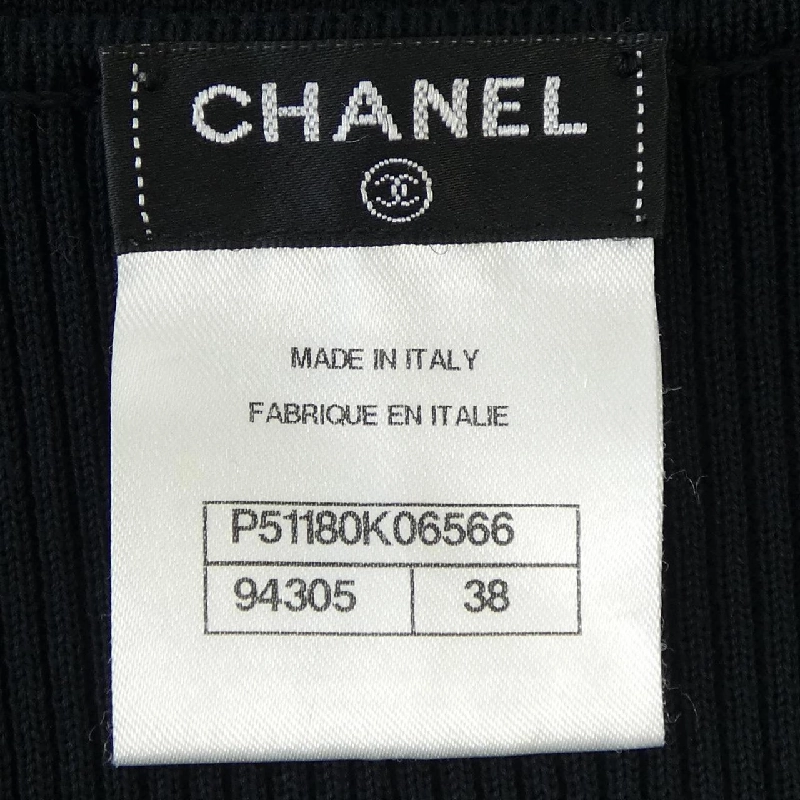 CHANEL
MADE IN ITALY
FABRIQUE EN ITALIE
P51180K06566
94305 38